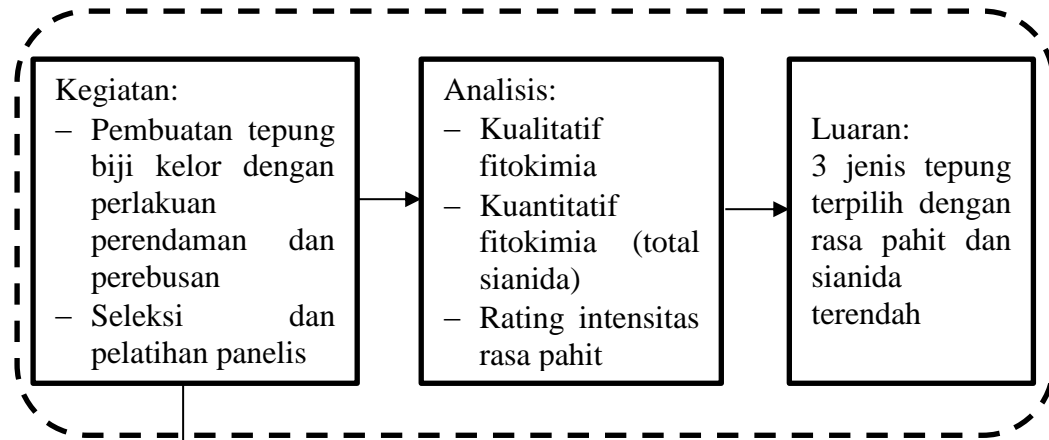 Kegiatan:
– Pembuatan tepung
biji kelor dengan
perlakuan
perendaman dan
perebusan
– Seleksi dan
pelatihan panelis
Analisis:
– Kualitatif
fitokimia
– Kuantitatif
fitokimia (total
sianida)
– Rating intensitas
rasa pahit
Luaran:
3 jenis tepung
terpilih dengan
rasa pahit dan
sianida
terendah